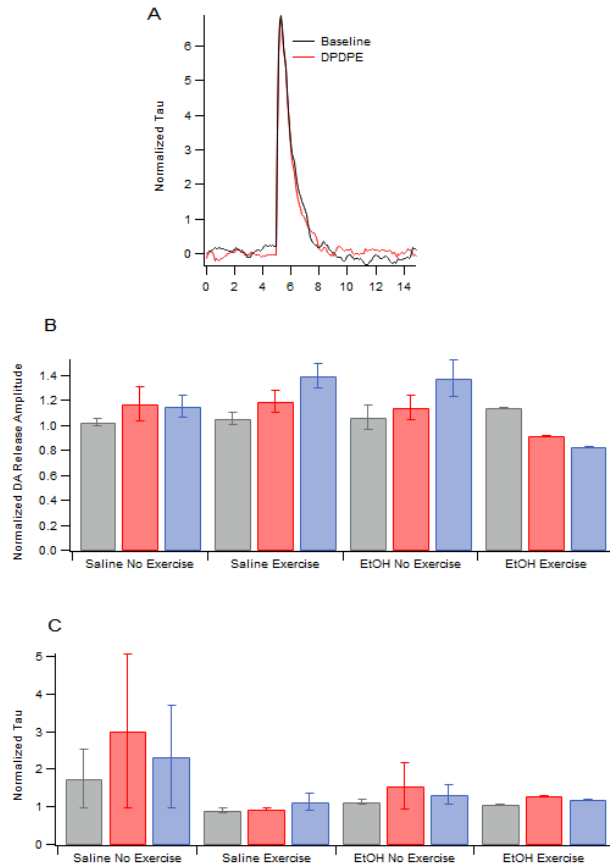 A
Normalized Tau
6
5
4
3
2
1
0
Baseline
DPDPE
0 2 4 6 8 10 12 14
B
Normalized DA Release Amplitude
1.4
1.2
1.0
0.8
0.6
0.4
0.2
0.0
Saline No Exercise Saline Exercise EtOH No Exercise EtOH Exercise
C
Normalized Tau
5
4
3
2
1
0
Saline No Exercise Saline Exercise EtOH No Exercise EtOH Exercise